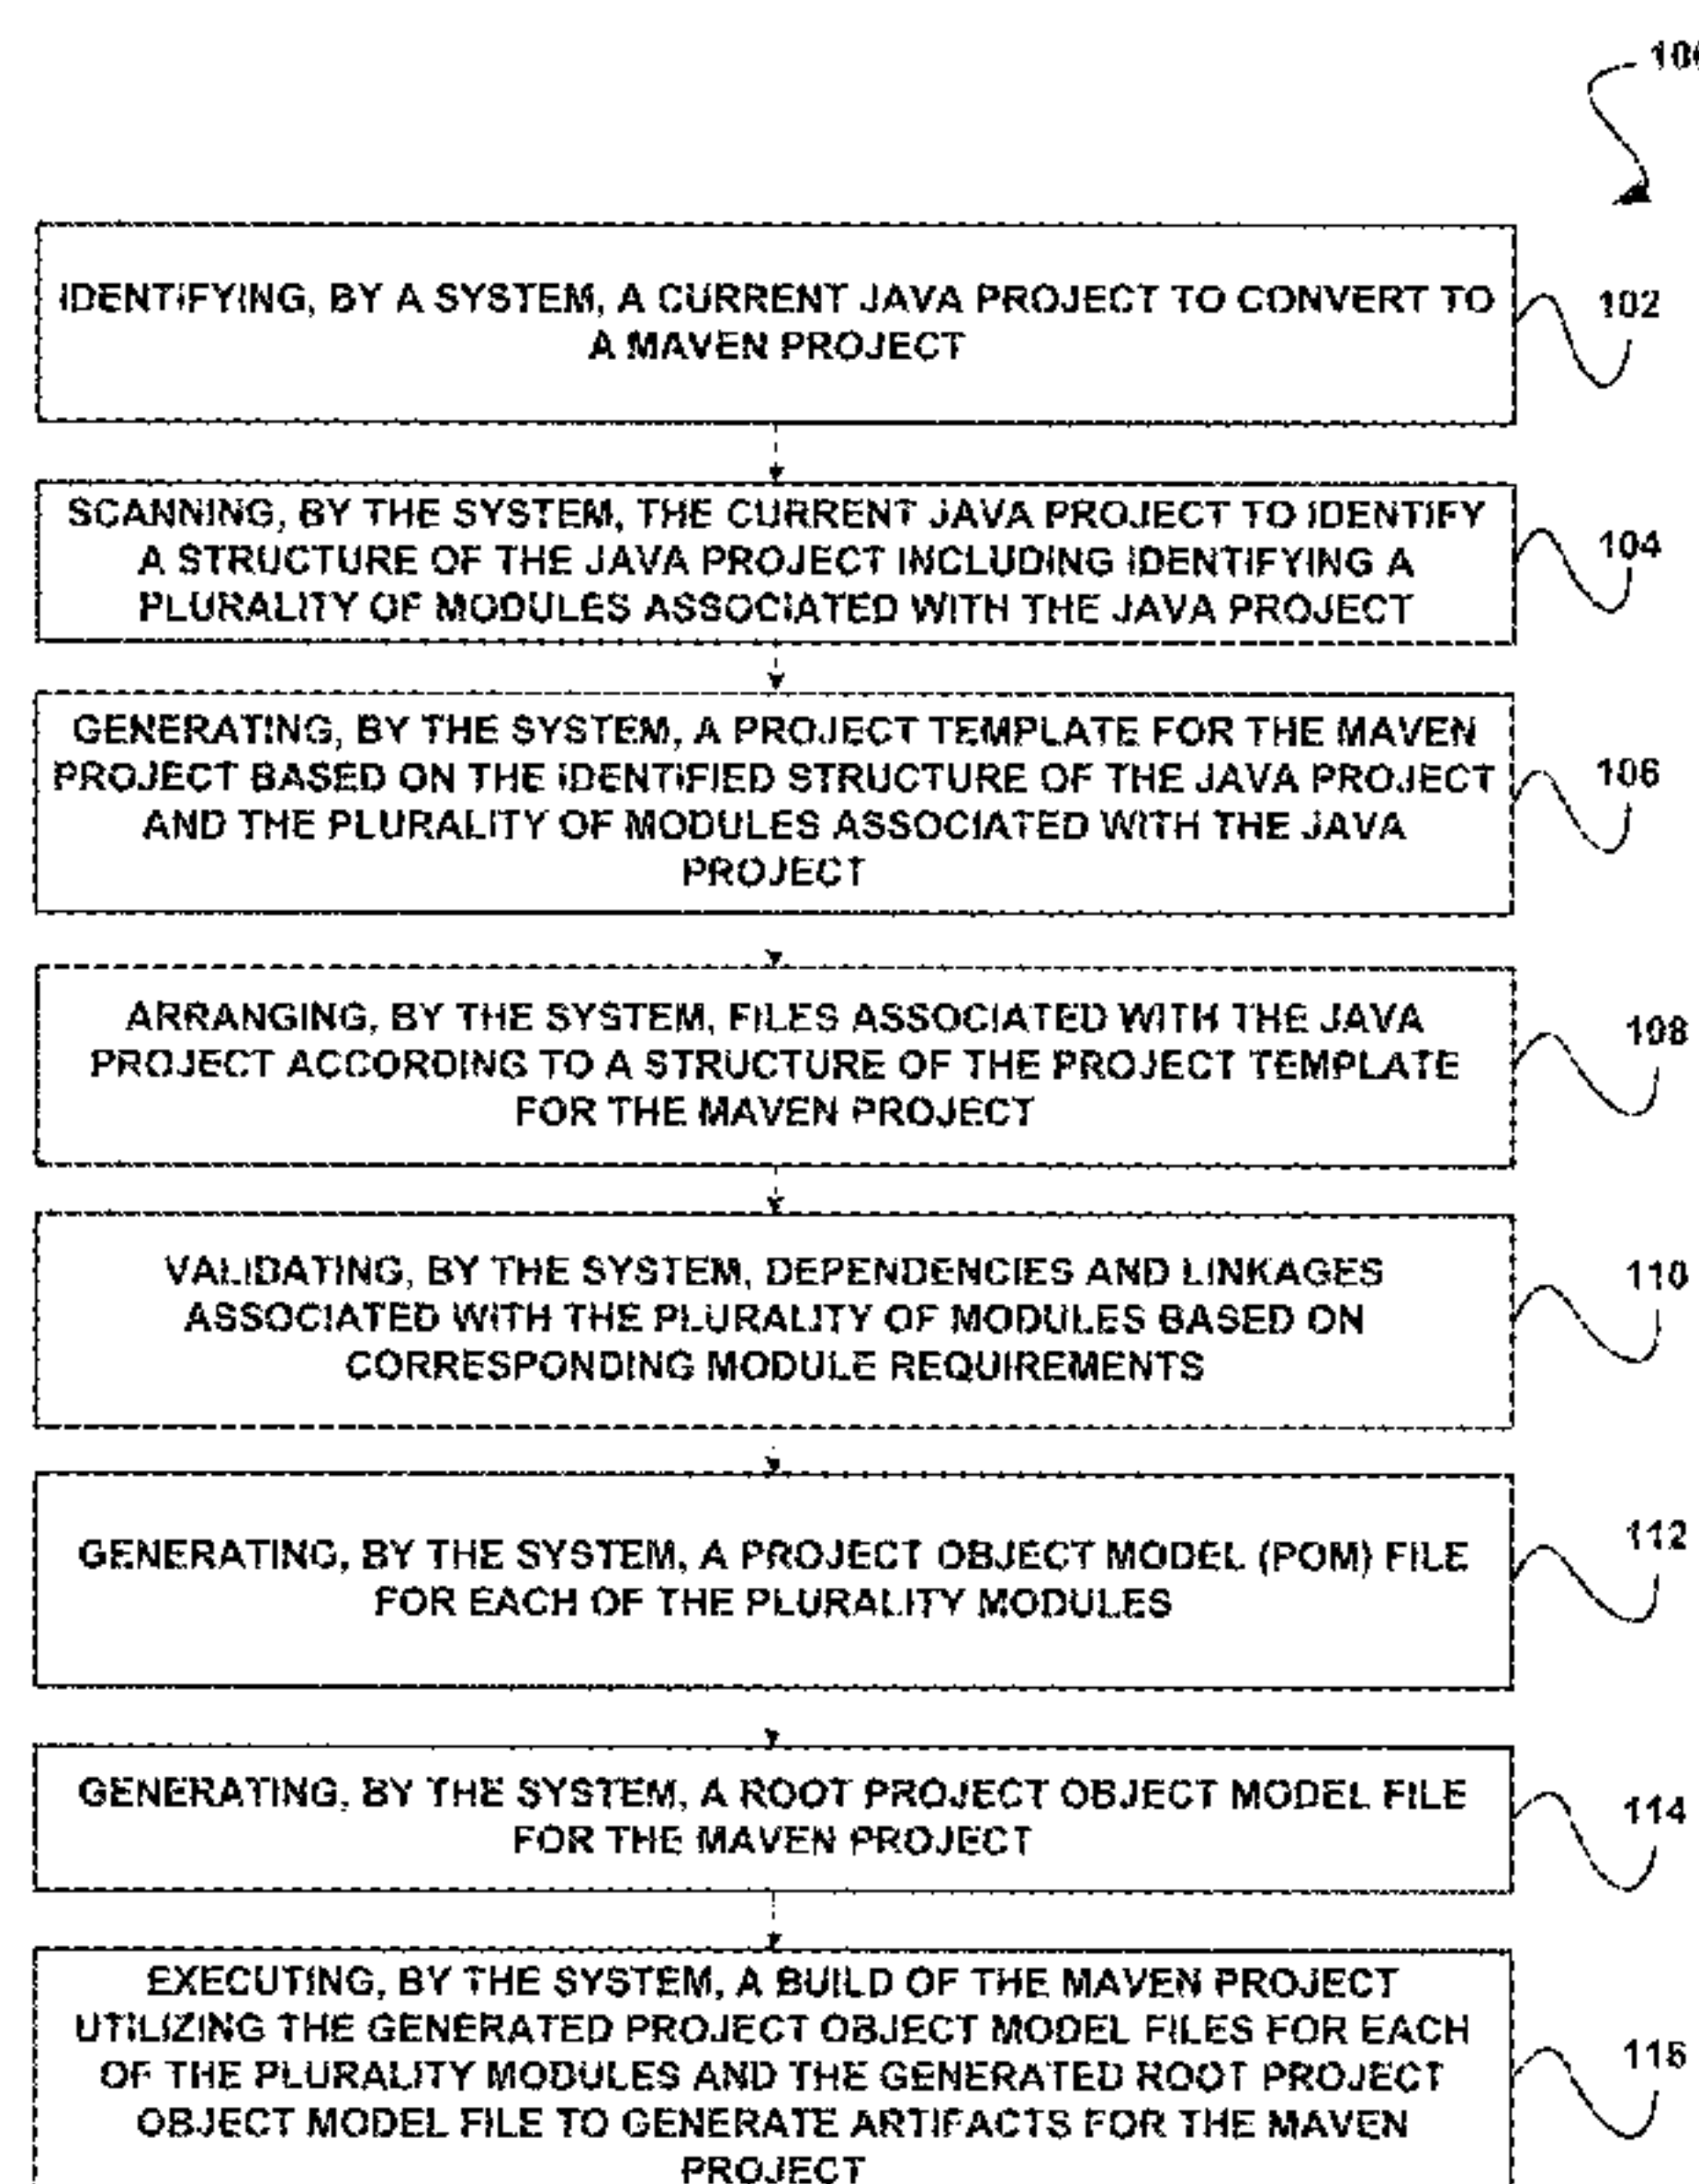 IDENTIFYING, BY A SYSTEM, A CURRENT JAVA PROJECT TO CONVERT TO
A MAVEN PROJECT
102
SCANNING, BY THE SYSTEM, THE CURRENT JAVA PROJECT TO IDENTIFY
A STRUCTURE OF THE JAVA PROJECT INCLUDING IDENTIFYING A
PLURALITY OF MODULES ASSOCIATED WITH THE JAVA PROJECT
104
GENERATING, BY THE SYSTEM, A PROJECT TEMPLATE FOR THE MAVEN
PROJECT BASED ON THE IDENTIFIED STRUCTURE OF THE JAVA PROJECT
AND THE PLURALITY OF MODULES ASSOCIATED WITH THE JAVA
PROJECT
106
ARRANGING, BY THE SYSTEM, FILES ASSOCIATED WITH THE JAVA
PROJECT ACCORDING TO A STRUCTURE OF THE PROJECT TEMPLATE
FOR THE MAVEN PROJECT
108
VALIDATING, BY THE SYSTEM, DEPENDENCIES AND LINKAGES
ASSOCIATED WITH THE PLURALITY OF MODULES BASED ON
CORRESPONDING MODULE REQUIREMENTS
110
GENERATING, BY THE SYSTEM, A PROJECT OBJECT MODEL (POM) FILE
FOR EACH OF THE PLURALITY MODULES
112
GENERATING, BY THE SYSTEM, A ROOT PROJECT OBJECT MODEL FILE
FOR THE MAVEN PROJECT
114
EXECUTING, BY THE SYSTEM, A BUILD OF THE MAVEN PROJECT
UTILIZING THE GENERATED PROJECT OBJECT MODEL FILES FOR EACH
OF THE PLURALITY MODULES AND THE GENERATED ROOT PROJECT
OBJECT MODEL FILE TO GENERATE ARTIFACTS FOR THE MAVEN
PROJECT
116